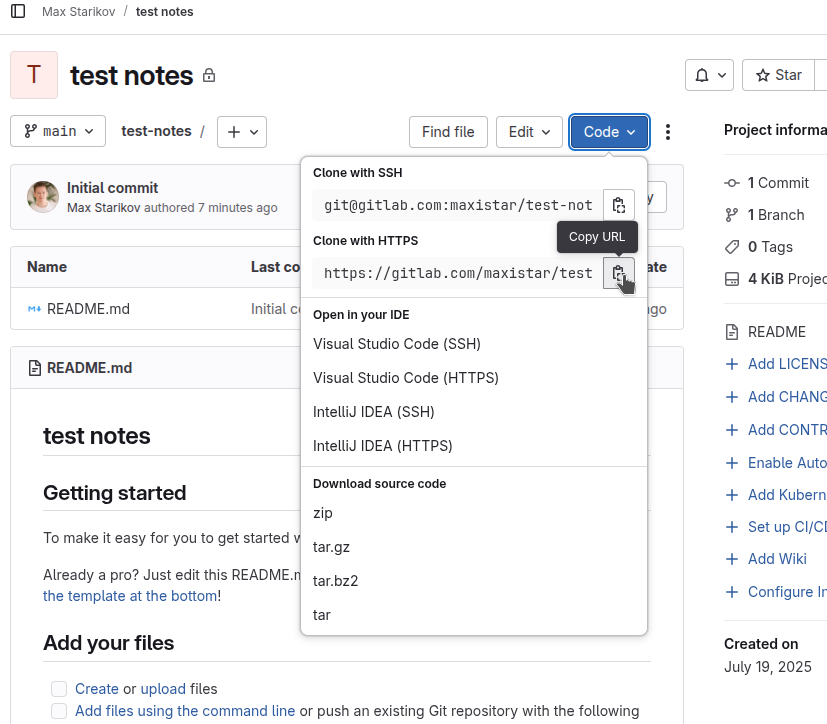 Max Starikov / test notes
T
test notes
Star
main
test-notes /
+
Find file
Edit
Code
Project informa
Clone with SSH
git@gitlab.com:maxistar/test-not
Copy URL
Clone with HTTPS
https://gitlab.com/maxistar/test
Initial commit
Max Starikov authored 7 minutes ago
y
1 Commit
1 Branch
0 Tags
4 KiB Projec
Name
Last co
ate
README.md
Initial c
ago
Open in your IDE
Visual Studio Code (SSH)
Visual Studio Code (HTTPS)
IntelliJ IDEA (SSH)
IntelliJ IDEA (HTTPS)
Download source code
zip
tar.gz
tar.bz2
tar
README.md
test notes
Getting started
To make it easy for you to get started w
Already a pro? Just edit this README.m
the template at the bottom!
Add your files
Create or upload files
Add files using the command line or push an existing Git repository with the following
README
+ Add LICENS
+ Add CHANG
+ Add CONTR
+ Enable Auto
+ Add Kubern
+ Set up CI/CD
+ Add Wiki
+ Configure In
Created on
July 19, 2025